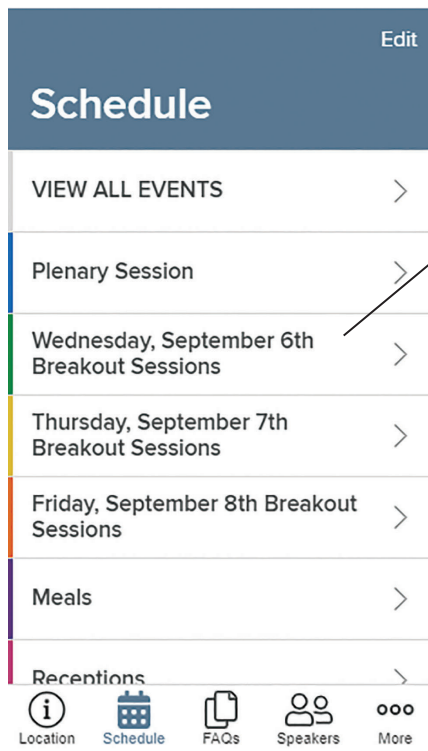 Edit
Schedule
VIEW ALL EVENTS
Plenary Session
Wednesday, September 6th
Breakout Sessions
Thursday, September 7th
Breakout Sessions
Friday, September 8th Breakout
Sessions
Meals
Receptions
Location Schedule FAQs Speakers More